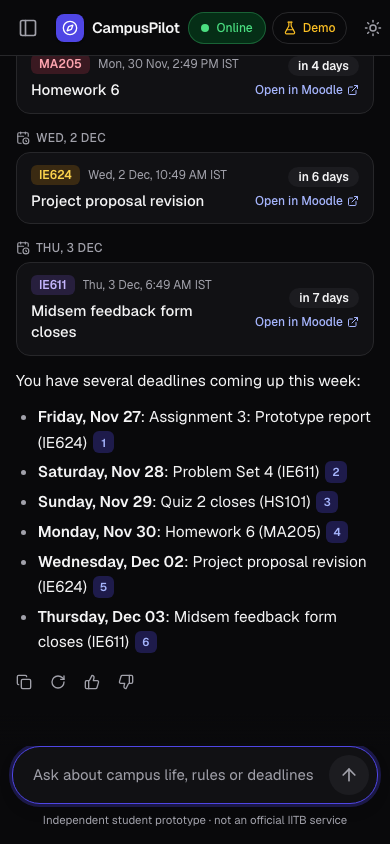 CampusPilot
Online
Demo
MA205 Mon, 30 Nov, 2:49 PM IST
in 4 days
Homework 6
Open in Moodle
WED, 2 DEC
IE624 Wed, 2 Dec, 10:49 AM IST
in 6 days
Project proposal revision
Open in Moodle
THU, 3 DEC
IE611 Thu, 3 Dec, 6:49 AM IST
in 7 days
Midsem feedback form
closes
Open in Moodle
You have several deadlines coming up this week:
Friday, Nov 27: Assignment 3: Prototype report
(IE624) 1
Saturday, Nov 28: Problem Set 4 (IE611) 2
Sunday, Nov 29: Quiz 2 closes (HS101) 3
Monday, Nov 30: Homework 6 (MA205) 4
Wednesday, Dec 02: Project proposal revision
(IE624) 5
Thursday, Dec 03: Midsem feedback form
closes (IE611) 6
Ask about campus life, rules or deadlines
Independent student prototype · not an official IITB service